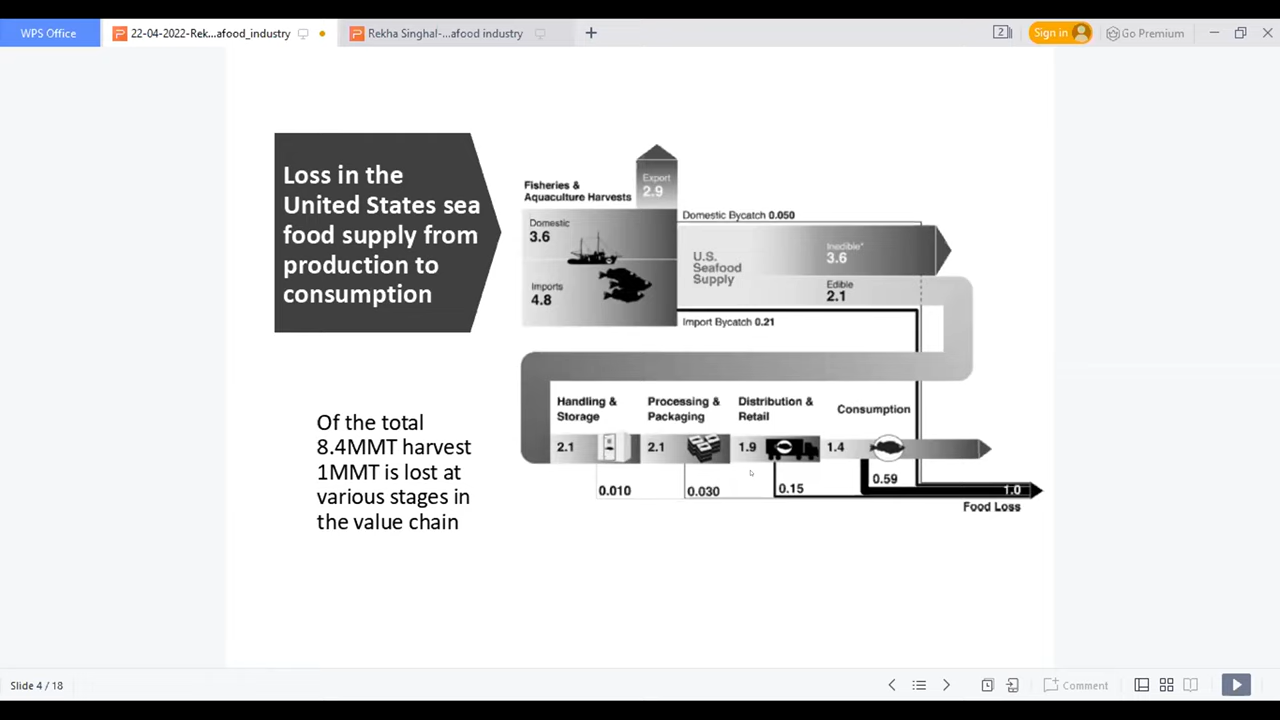 WPS Office
22-04-2022-Rek...afood_industry
Rekha Singhal-...afood industry
2
Sign in
Go Premium
Loss in the
United States sea
food supply from
production to
consumption
Of the total
8.4MMT harvest
1MMT is lost at
various stages in
the value chain
Export
2.9
Fisheries &
Aquaculture Harvests
Domestic
3.6
Imports
4.8
Domestic Bycatch 0.050
U.S.
Seafood
Supply
Inedible*
3.6
Edible
2.1
Import Bycatch 0.21
Handling &
Storage
Processing &
Packaging
Distribution &
Retail
Consumption
2.1
2.1
1.9
1.4
0.010
0.030
0.15
0.59
1.0
Food Loss
Slide 4 / 18
Comment